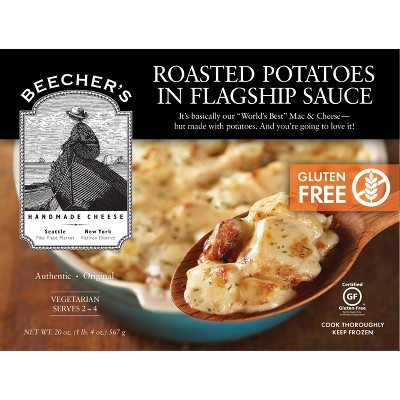 BEECHER'S
HANDMADE CHEESE
Seattle
Pike Place Market
New York
Flatiron District
Authentic • Original
VEGETARIAN
SERVES 2 – 4
NET WT. 20 oz. (1 lb. 4 oz.) 567 g
ROASTED POTATOES
IN FLAGSHIP SAUCE
It's basically our "World's Best" Mac & Cheese—
but made with potatoes. And you're going to love it!
GLUTEN
FREE
Certified
GF
Gluten-Free
COOK THOROUGHLY
KEEP FROZEN